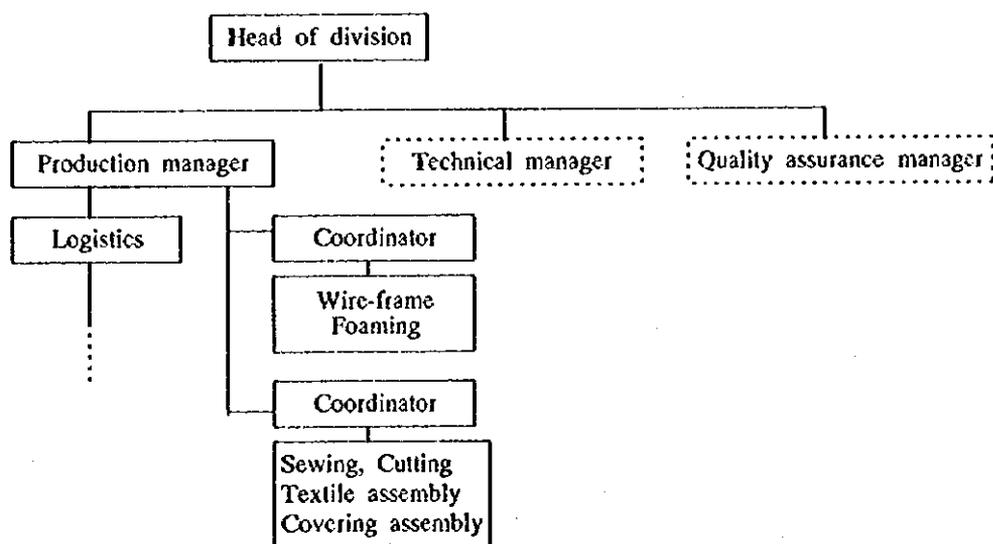 Head of division
Production manager
Technical manager
Quality assurance manager
Logistics
Coordinator
Wire-frame
Foaming
Coordinator
Sewing, Cutting
Textile assembly
Covering assembly